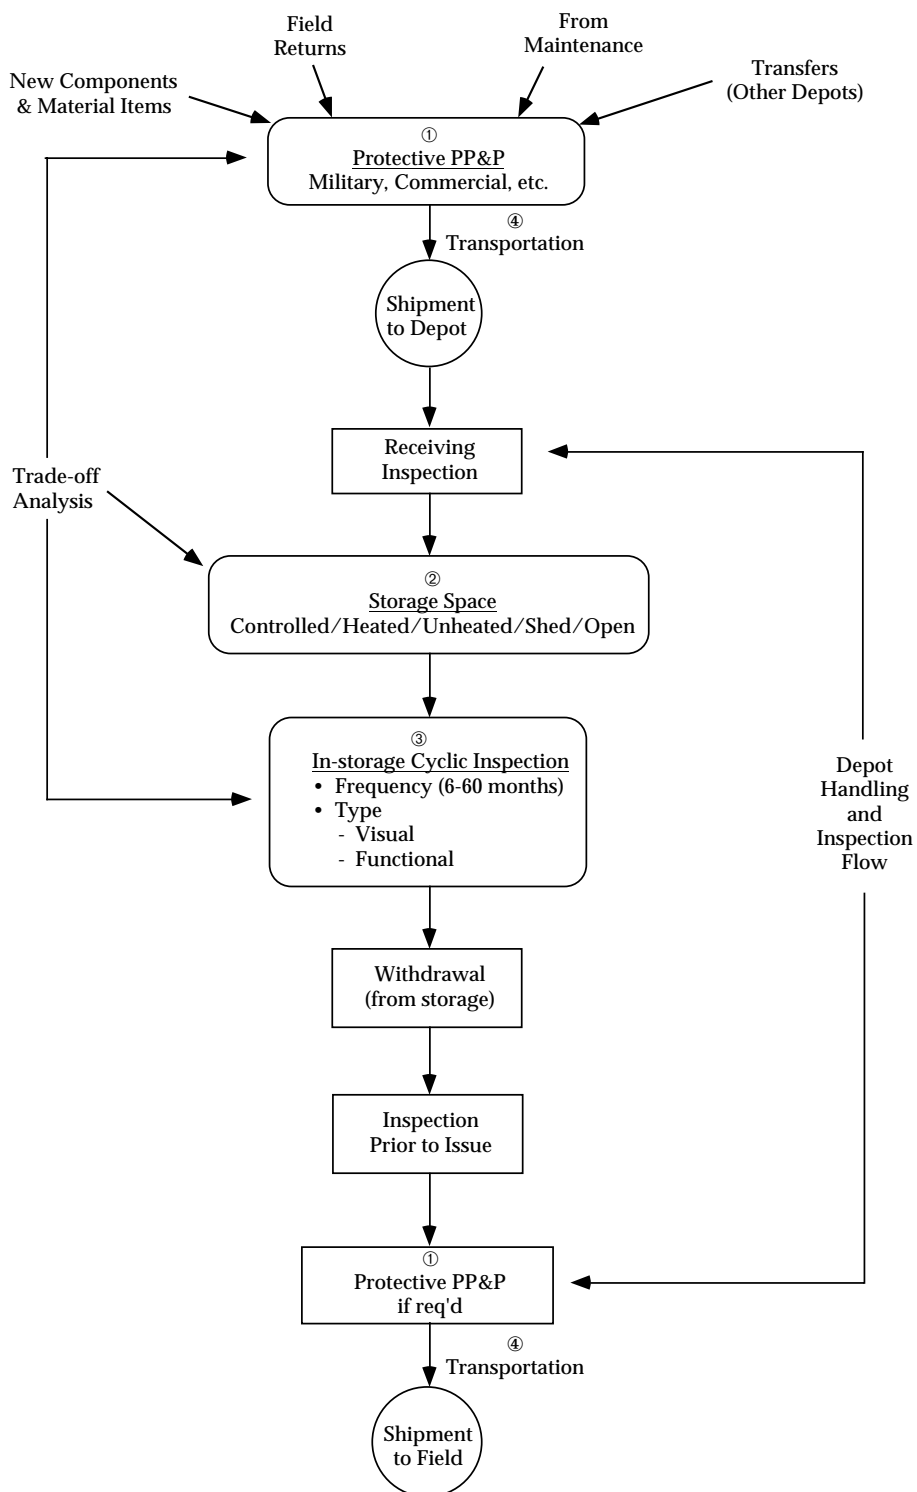 Field
Returns
From
Maintenance
New Components
& Material Items
Transfers
(Other Depots)
①
Protective PP&P
Military, Commercial, etc.
④
Transportation
Shipment
to Depot
Receiving
Inspection
Trade-off
Analysis
②
Storage Space
Controlled/Heated/Unheated/Shed/Open
③
In-storage Cyclic Inspection
• Frequency (6-60 months)
• Type
- Visual
- Functional
Depot
Handling
and
Inspection
Flow
Withdrawal
(from storage)
Inspection
Prior to Issue
①
Protective PP&P
if req'd
④
Transportation
Shipment
to Field